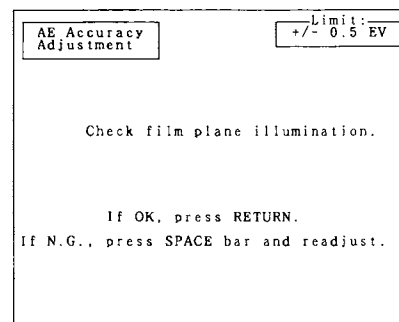 AE Accuracy
Adjustment
Limit:
+/- 0.5 EV
Check film plane illumination.
If OK, press RETURN.
If N.G., press SPACE bar and readjust.